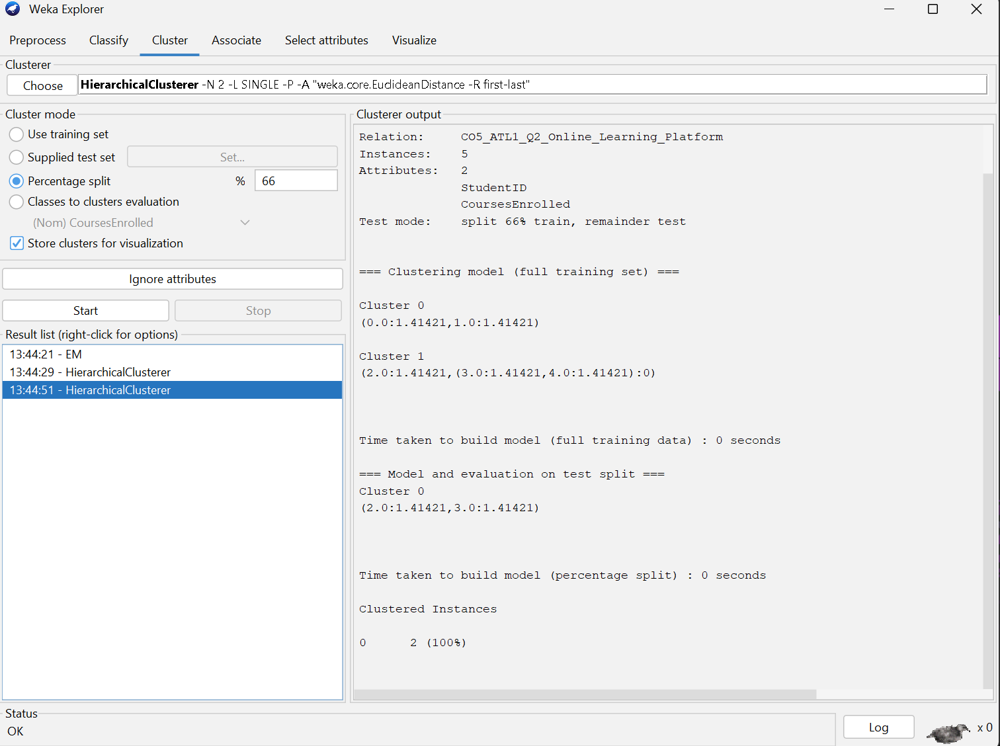 Weka Explorer
Preprocess Classify Cluster Associate Select attributes Visualize
Clusterer
Choose HierarchicalClusterer -N 2 -L SINGLE -P -A "weka.core.EuclideanDistance -R first-last"
Cluster mode
Use training set
Supplied test set Set...
Percentage split % 66
Classes to clusters evaluation
(Nom) CoursesEnrolled
Store clusters for visualization
Ignore attributes
Start Stop
Result list (right-click for options)
13:44:21 - EM
13:44:29 - HierarchicalClusterer
13:44:51 - HierarchicalClusterer
Clusterer output
Relation: CO5_ATL1_Q2_Online_Learning_Platform
Instances: 5
Attributes: 2
StudentID
CoursesEnrolled
Test mode: split 66% train, remainder test
=== Clustering model (full training set) ===
Cluster 0
(0.0:1.41421,1.0:1.41421)
Cluster 1
(2.0:1.41421,(3.0:1.41421,4.0:1.41421):0)
Time taken to build model (full training data) : 0 seconds
=== Model and evaluation on test split ===
Cluster 0
(2.0:1.41421,3.0:1.41421)
Time taken to build model (percentage split) : 0 seconds
Clustered Instances
0 2 (100%)
Status
OK
Log
x 0